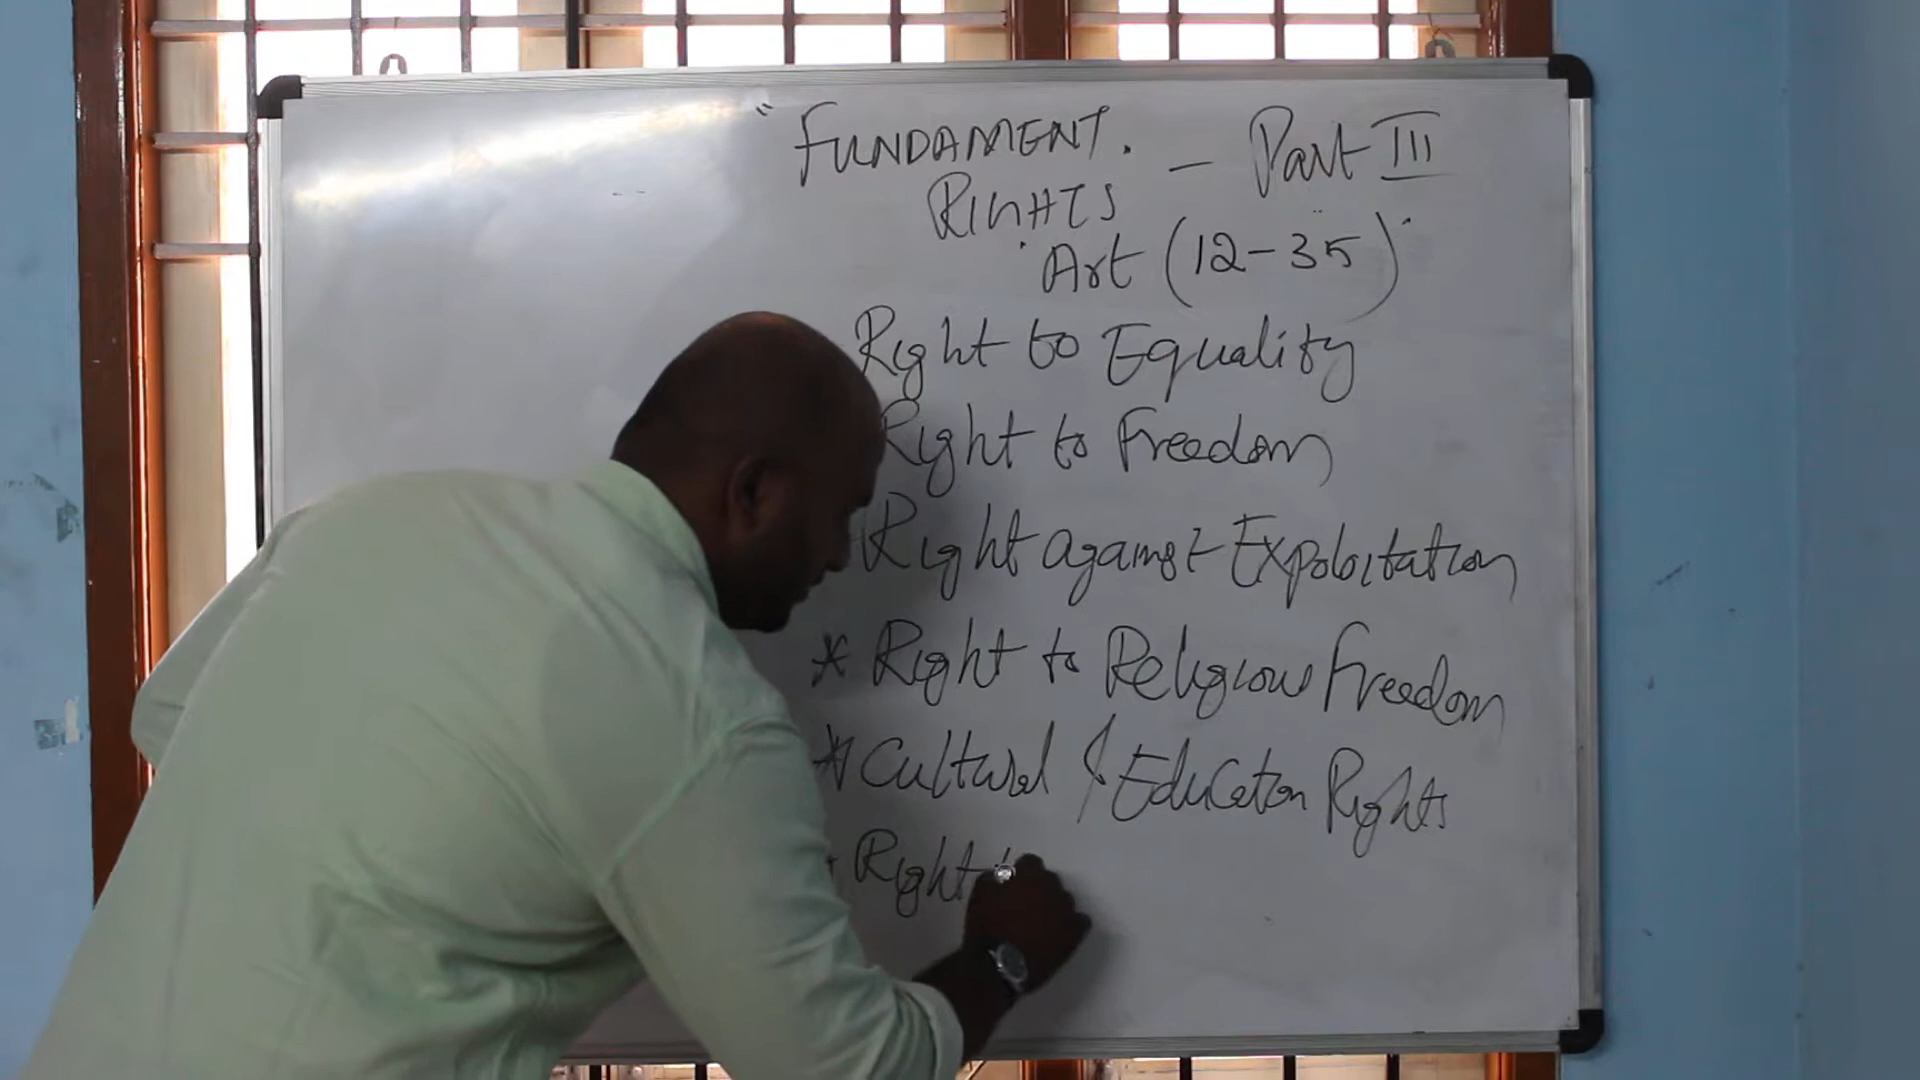 "FUNDAMENT.
RIGHTS - Part III
Art (12-35)
Right to Equality
Right to Freedom
Right against Expoloitation
* Right to Religious Freedom
* Cultural & Education Rights
Right t